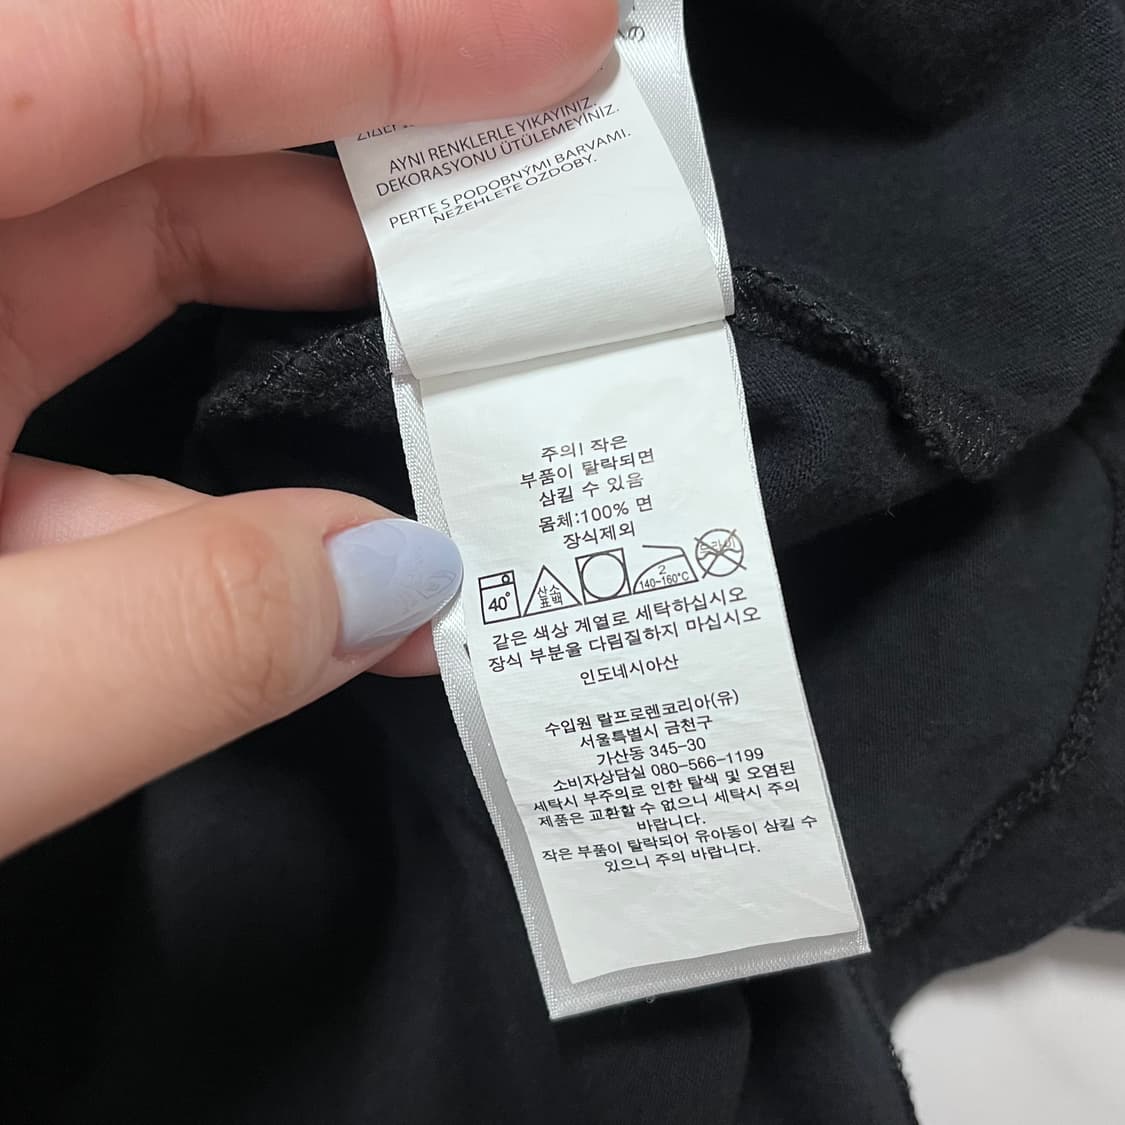 AYNI RENKLERLE YIKAYINIZ.
DEKORASYONU ÜTÜLEMEYİNİZ.
PERTE S PODOBNÝMI BARVAMI.
NEŽEHLETE OZDOBY.
주의! 작은
부품이 탈락되면
삼킬 수 있음
몸체:100% 면
장식제외
40° 산소 표백 2 140~160°C 드라이
같은 색상 계열로 세탁하십시오
장식 부분을 다림질하지 마십시오
인도네시아산
수입원 랄프로렌코리아(유)
서울특별시 금천구
가산동 345-30
소비자상담실 080-566-1199
세탁시 부주의로 인한 탈색 및 오염된
제품은 교환할 수 없으니 세탁시 주의
바랍니다.
작은 부품이 탈락되어 유아동이 삼킬 수
있으니 주의 바랍니다.